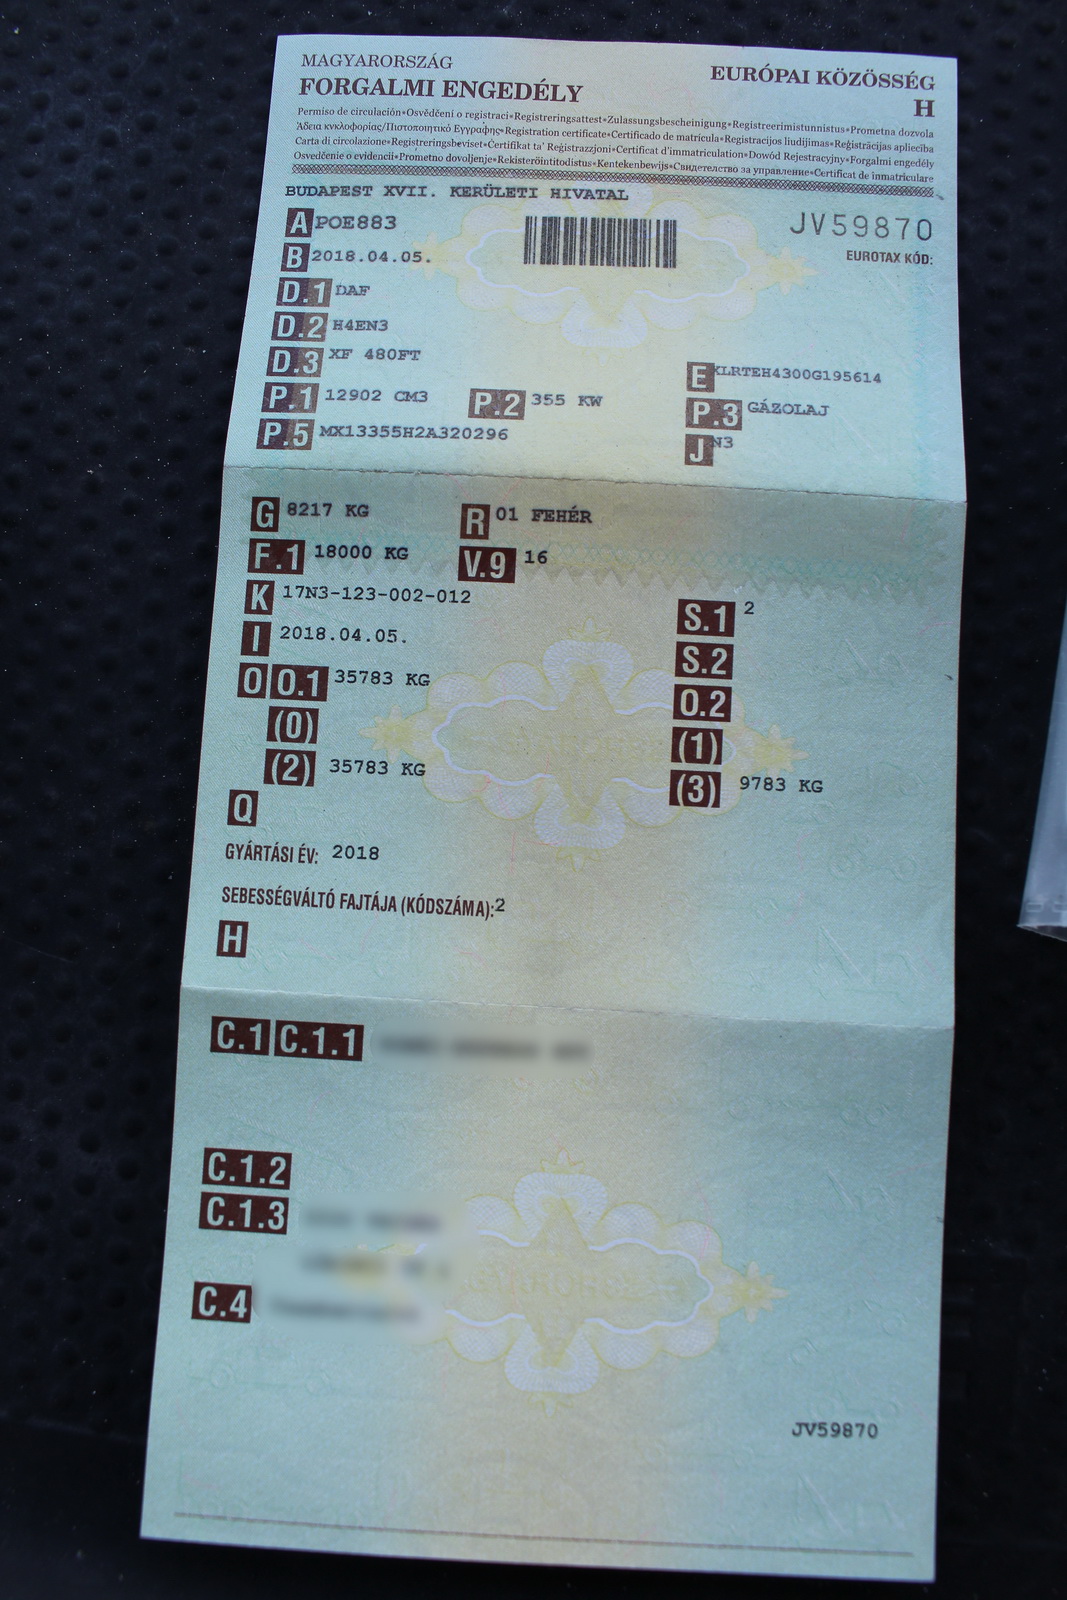 MAGYARORSZÁG
FORGALMI ENGEDÉLY
EURÓPAI KÖZÖSSÉG
H
Permiso de circulación•Osvědčení o registraci•Registreringsattest•Zulassungsbescheinigung•Registreerimistunnistus•Prometna dozvola
Άδεια κυκλοφορίας/Πιστοποιητικό Εγγραφης•Registration certificate•Certificado de matrícula•Registracijos liudijimas•Reģistrācijas apliecība
Carta di circolazione•Registreringsbeviset•Certifikat ta' Reġistrazzjoni•Certificat d'immatriculation•Dowód Rejestracyjny•Forgalmi engedély
Osvedčenie o evidencii•Prometno dovoljenje•Rekisteröintitodistus•Kentekenbewijs•Свидетелство за управление•Certificat de inmatriculare
BUDAPEST XVII. KERÜLETI HIVATAL
A POE883
JV59870
B 2018.04.05.
EUROTAX KÓD:
D.1 DAF
D.2 H4EN3
D.3 XF 480FT
E XLRTEH4300G195614
P.1 12902 CM3 P.2 355 KW P.3 GÁZOLAJ
P.5 MX13355H2A320296
J N3
G 8217 KG R 01 FEHÉR
F.1 18000 KG V.9 16
K 17N3-123-002-012
S.1 2
I 2018.04.05.
S.2
O O.1 35783 KG
O.2
(0)
(1)
(2) 35783 KG
(3) 9783 KG
Q
GYÁRTÁSI ÉV: 2018
SEBESSÉGVÁLTÓ FAJTÁJA (KÓDSZÁMA): 2
H
C.1 C.1.1
C.1.2
C.1.3
C.4
JV59870